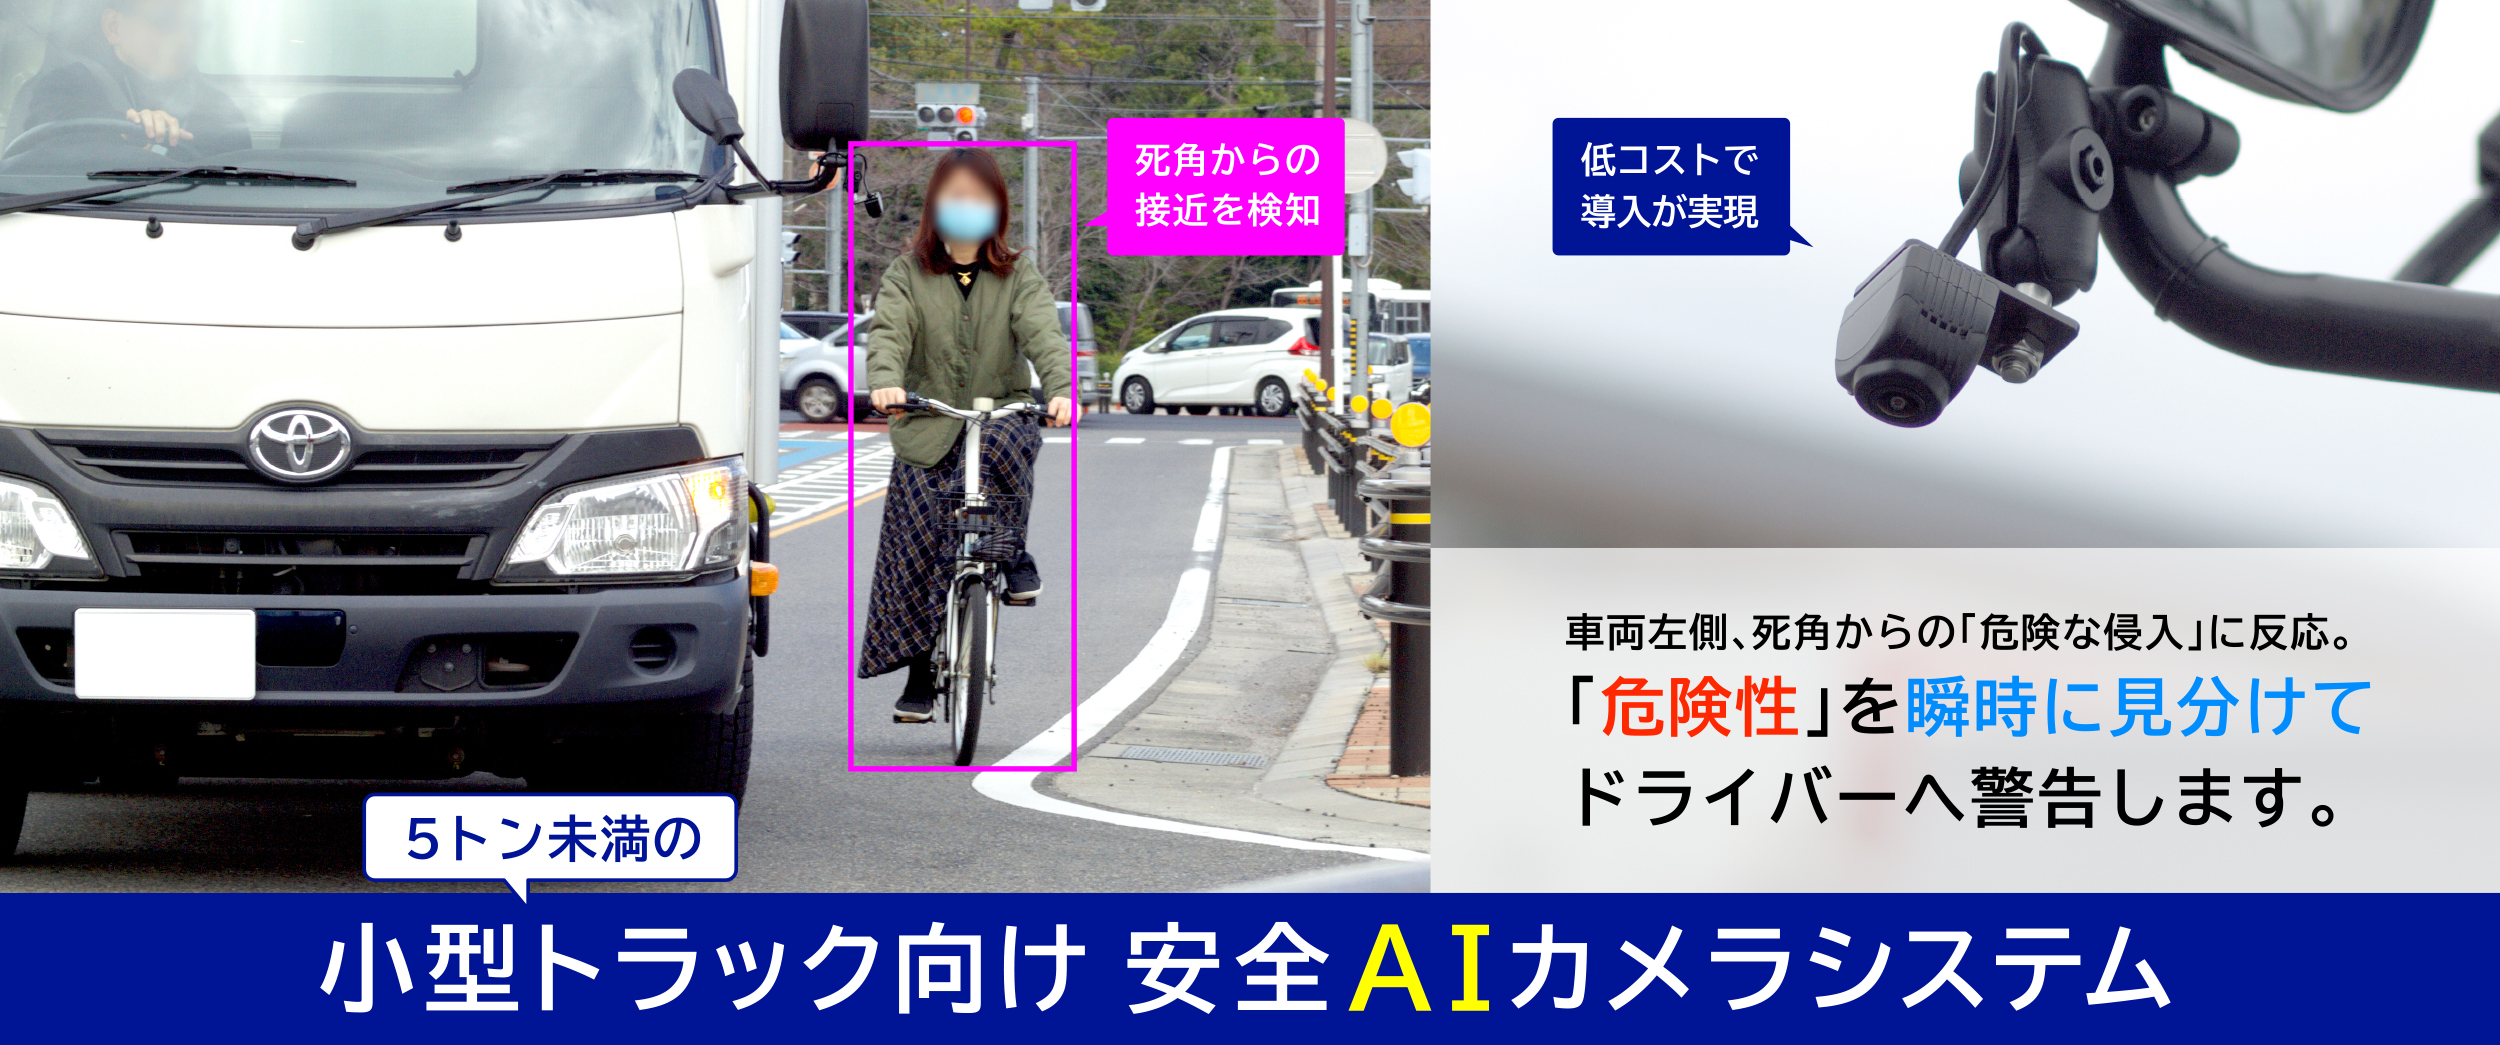 死角からの
接近を検知
低コストで
導入が実現
車両左側、死角からの「危険な侵入」に反応。
「危険性」を瞬時に見分けて
ドライバーへ警告します。
5トン未満の
小型トラック向け 安全AIカメラシステム